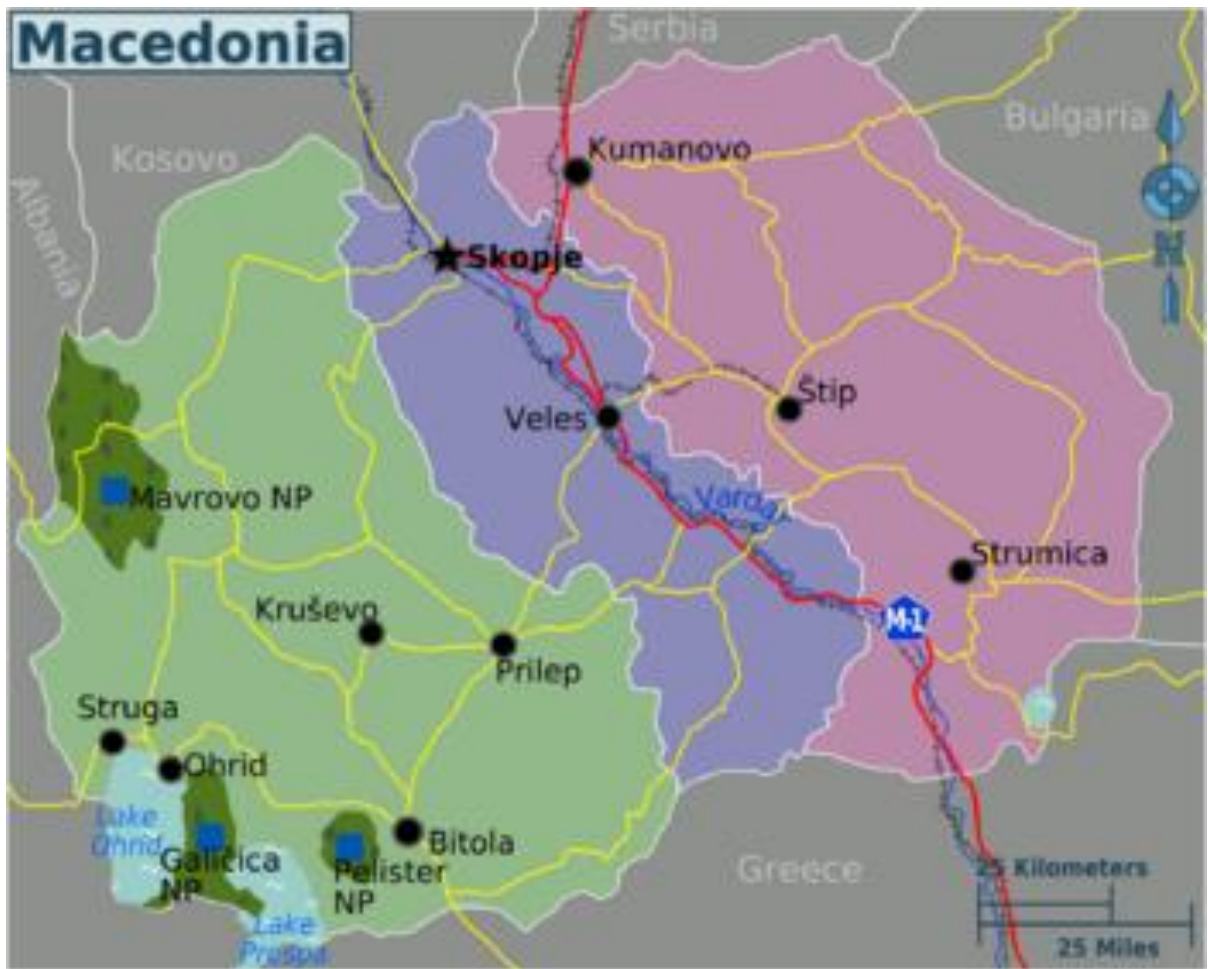 Macedonia
Serbia
Bulgaria
Kosovo
Kumanovo
Albania
N
Skopje
Štip
Veles
Mavrovo NP
Vardar
Strumica
Kruševo
M-1
Prilep
Struga
Ohrid
Lake
Ohrid
Bitola
Galičica
NP
Pelister
NP
Greece
25 Kilometers
Lake
Prespa
25 Miles